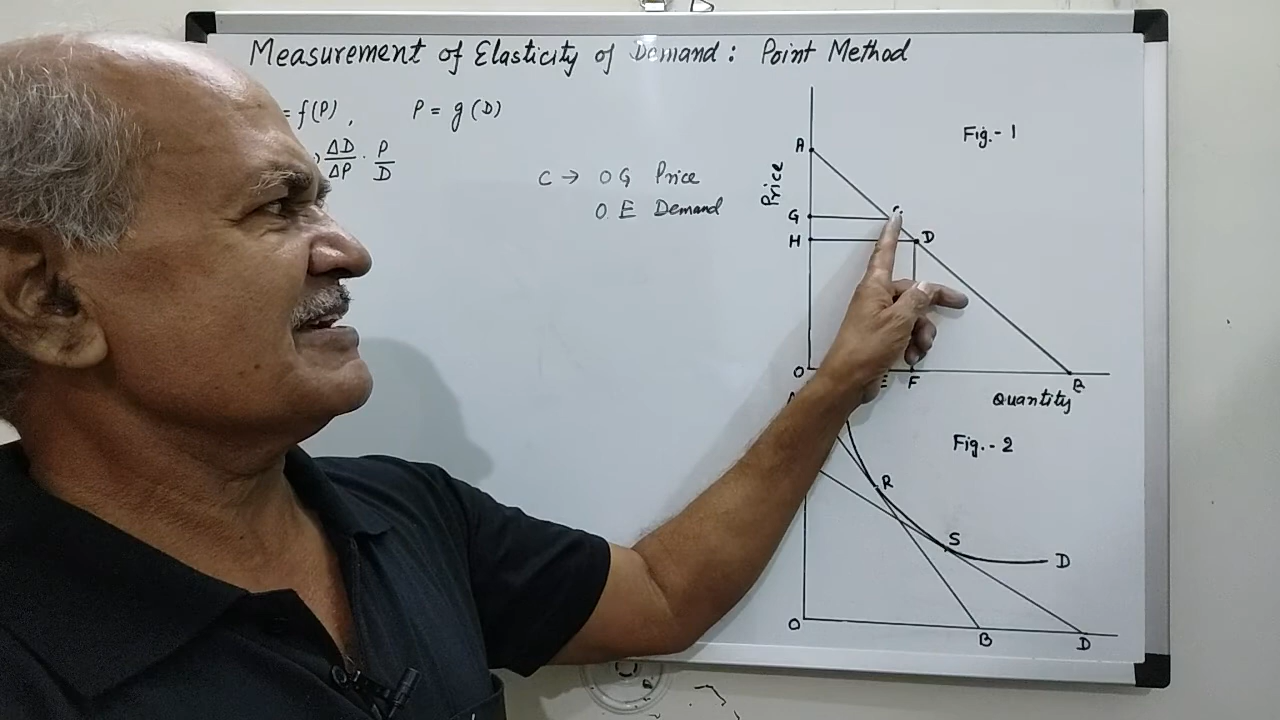 Measurement of Elasticity of Demand : Point Method
= f(P), P = g (D)
ΔD/ΔP · P/D
C → OG Price
OE Demand
Fig.- 1
Price
A
G
H
D
O
E F B
Quantity
Fig. - 2
R
S
D
O
B D